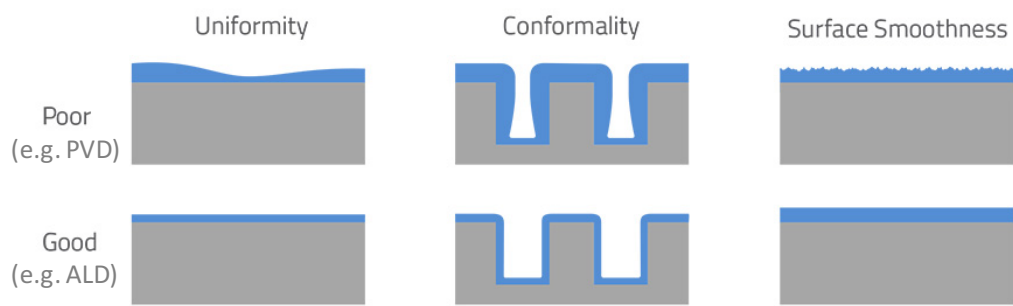 Uniformity
Conformality
Surface Smoothness
Poor
(e.g. PVD)
Good
(e.g. ALD)